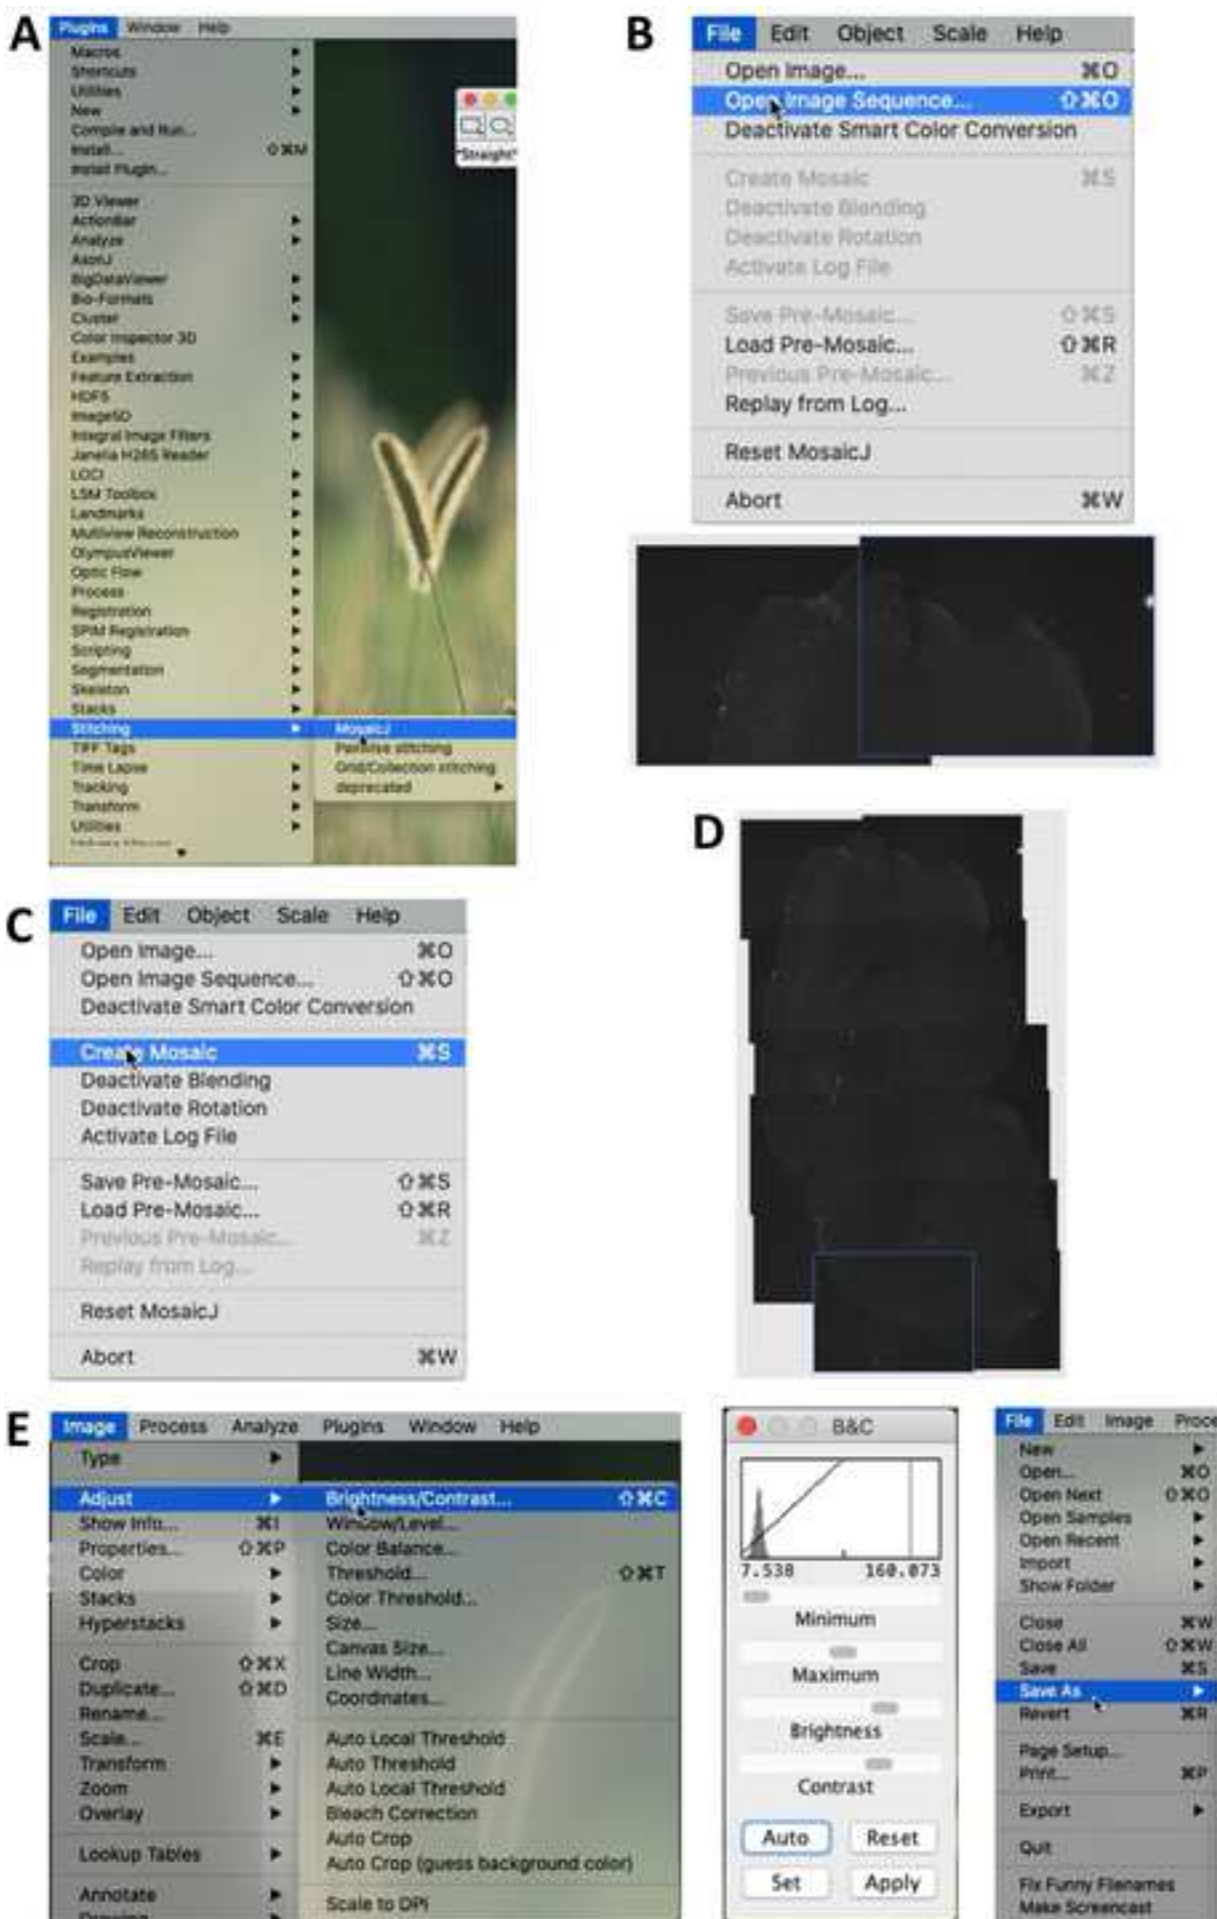 A
Plugins Window Help
Macros
Shortcuts
Utilities
New
Compile and Run...
Install... ⇧⌘M
Install Plugin...
3D Viewer
ActionBar
Analyze
AxonJ
BigDataViewer
Bio-Formats
Cluster
Color Inspector 3D
Examples
Feature Extraction
HDF5
Image5D
Integral Image Filters
Janelia H265 Reader
LOCI
LSM Toolbox
Landmarks
Multiview Reconstruction
OlympusViewer
Optic Flow
Process
Registration
SPIM Registration
Scripting
Segmentation
Skeleton
Stacks
Stitching
TIFF Tags
Time Lapse
Tracking
Transform
Utilities
*Straight*
MosaicJ
Pairwise stitching
Grid/Collection stitching
deprecated
B
File Edit Object Scale Help
Open Image... ⌘O
Open Image Sequence... ⇧⌘O
Deactivate Smart Color Conversion
Create Mosaic ⌘S
Deactivate Blending
Deactivate Rotation
Activate Log File
Save Pre-Mosaic... ⇧⌘S
Load Pre-Mosaic... ⇧⌘R
Previous Pre-Mosaic... ⌘Z
Replay from Log...
Reset MosaicJ
Abort ⌘W
C
File Edit Object Scale Help
Open Image... ⌘O
Open Image Sequence... ⇧⌘O
Deactivate Smart Color Conversion
Create Mosaic ⌘S
Deactivate Blending
Deactivate Rotation
Activate Log File
Save Pre-Mosaic... ⇧⌘S
Load Pre-Mosaic... ⇧⌘R
Previous Pre-Mosaic... ⌘Z
Replay from Log...
Reset MosaicJ
Abort ⌘W
D
E
Image Process Analyze Plugins Window Help
Type
Adjust
Show Info... ⌘I
Properties... ⇧⌘P
Color
Stacks
Hyperstacks
Crop ⇧⌘X
Duplicate... ⇧⌘D
Rename...
Scale... ⌘E
Transform
Zoom
Overlay
Lookup Tables
Annotate
Drawing
Brightness/Contrast... ⇧⌘C
Window/Level...
Color Balance...
Threshold... ⇧⌘T
Color Threshold...
Size...
Canvas Size...
Line Width...
Coordinates...
Auto Local Threshold
Auto Threshold
Auto Local Threshold
Bleach Correction
Auto Crop
Auto Crop (guess background color)
Scale to DPI
B&C
7.538 160.073
Minimum
Maximum
Brightness
Contrast
Auto Reset
Set Apply
File Edit Image Proce
New
Open... ⌘O
Open Next ⇧⌘O
Open Samples
Open Recent
Import
Show Folder
Close ⌘W
Close All ⇧⌘W
Save ⌘S
Save As
Revert ⌘R
Page Setup...
Print... ⌘P
Export
Quit
Fix Funny Filenames
Make Screencast